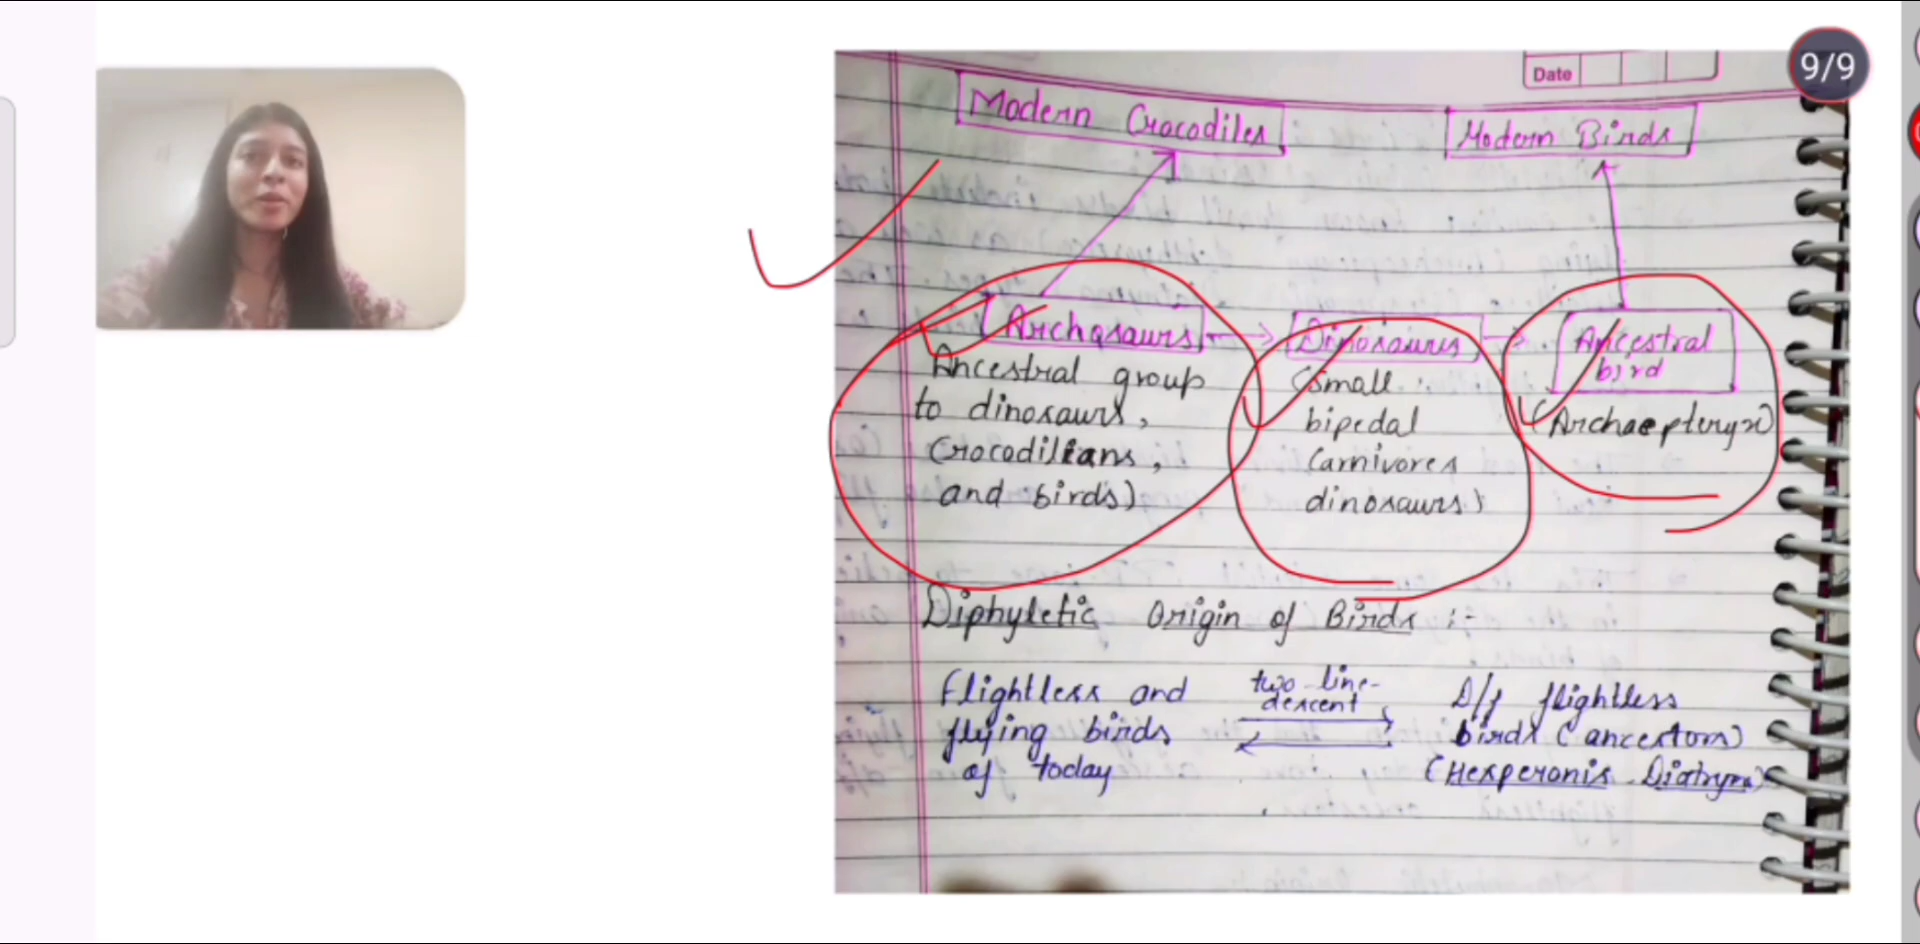 9/9
Date
Modern Crocodiles
Modern Birds
Archosaurs
Ancestral group
to dinosaurs,
Crocodilians,
and birds)
Dinosaurs
(Small
bipedal
Carnivores
dinosaurs)
Ancestral
bird
(Archaepteryx)
Diphyletic Origin of Birds :-
Flightless and
flying birds
of today
two-line-
descent
D/f flightless
birds (ancestors)
(Hesperonis Diatryma)